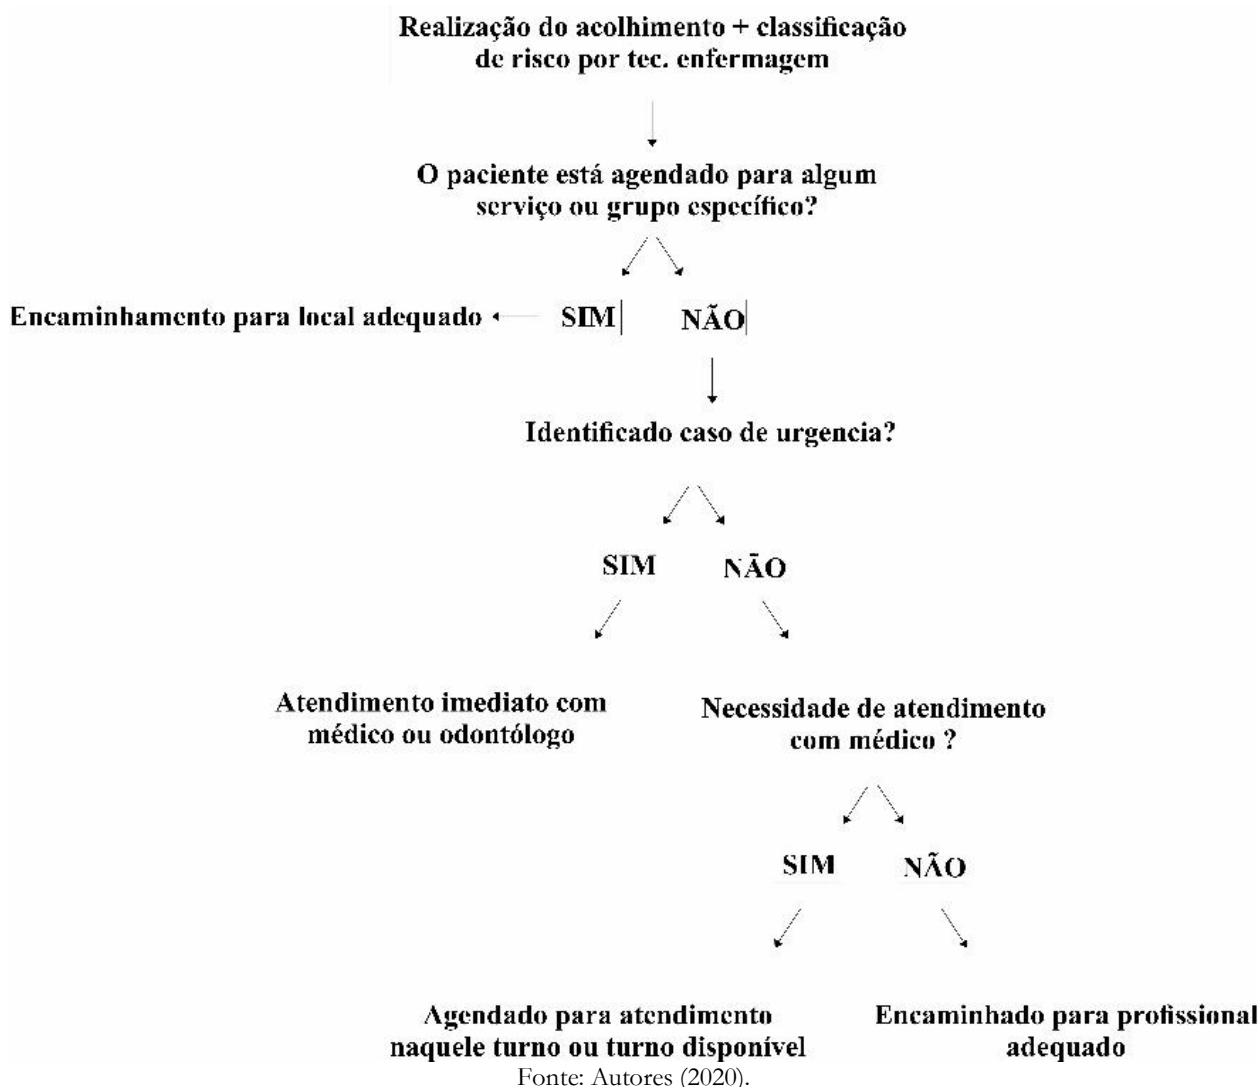 Realização do acolhimento + classificação
de risco por tec. enfermagem
O paciente está agendado para algum
serviço ou grupo específico?
Encaminhamento para local adequado
SIM
NÃO
Identificado caso de urgencia?
SIM
NÃO
Atendimento imediato com
médico ou odontólogo
Necessidade de atendimento
com médico ?
SIM
NÃO
Agendado para atendimento
naquele turno ou turno disponível
Encaminhado para profissional
adequado
Fonte: Autores (2020).